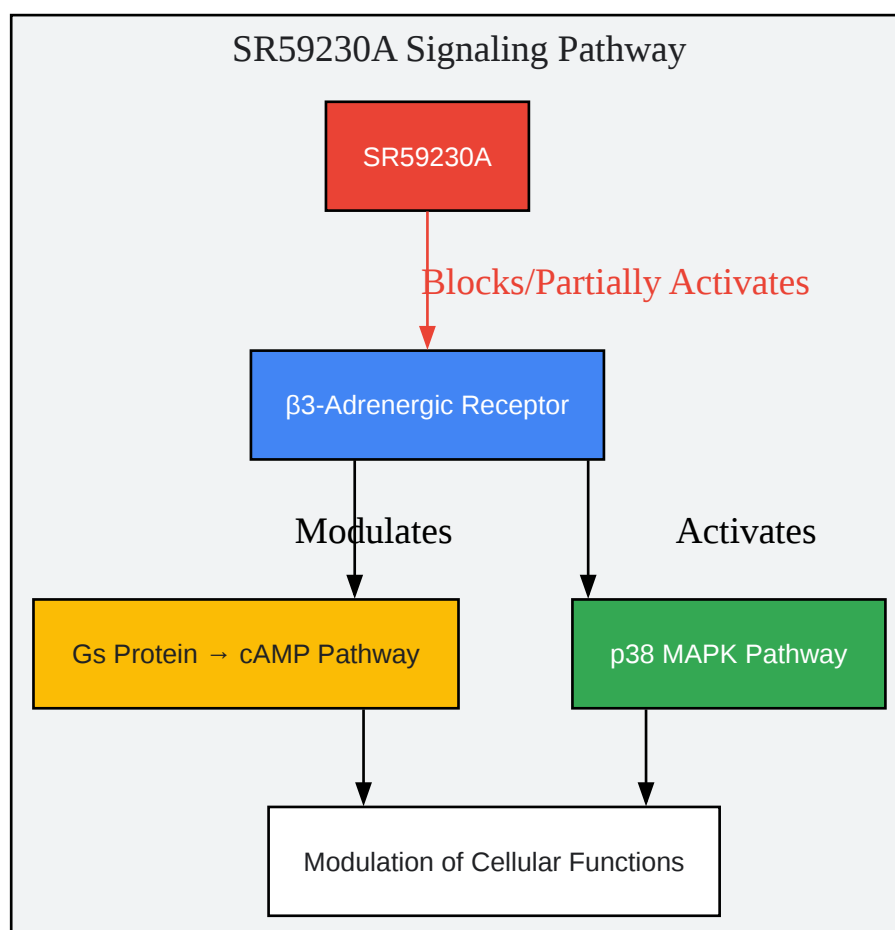 SR59230A Signaling Pathway
SR59230A
Blocks/Partially Activates
β3-Adrenergic Receptor
Modulates
Activates
Gs Protein → cAMP Pathway
p38 MAPK Pathway
Modulation of Cellular Functions